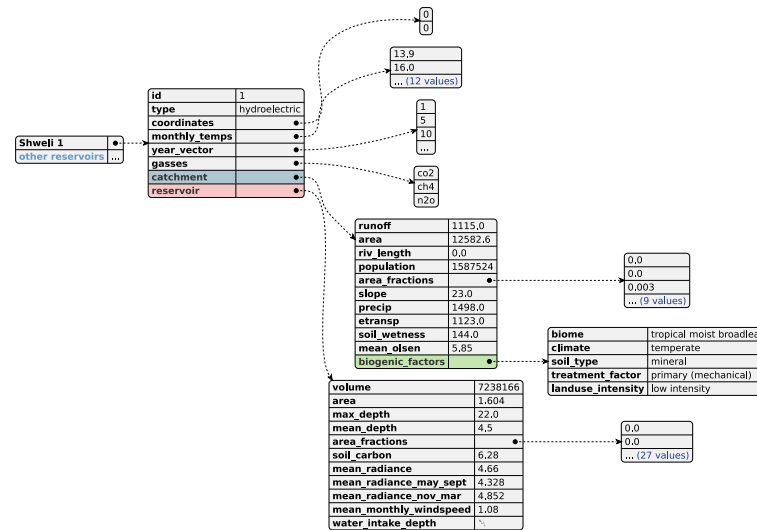 0
0
13,9
16.0
... (12 values)
id 1
type hydroelectric
coordinates
monthly_temps
year_vector
gasses
catchment
reservoir
1
5
10
...
Shweli 1
other reservoirs ...
co2
ch4
n2o
runoff 1115,0
area 12582.6
riv_length 0,0
population 1587524
area_fractions
slope 23.0
precip 1498.0
etransp 1123,0
soil_wetness 144.0
mean_olsen 5.85
biogenic_factors
0.0
0.0
0,003
... (9 values)
biome tropical moist broadlea
climate temperate
soil_type mineral
treatment_factor primary (mechanical)
landuse_intensity low intensity
volume 7238166
area 1.604
max_depth 22.0
mean_depth 4,5
area_fractions
soil_carbon 6.28
mean_radiance 4.66
mean_radiance_may_sept 4,328
mean_radiance_nov_mar 4,852
mean_monthly_windspeed 1.08
water_intake_depth
0.0
0.0
... (27 values)